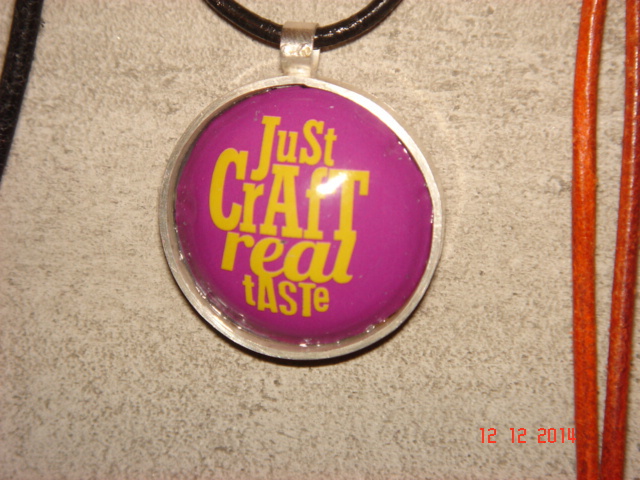 JuSt
CrAfT
real
tASTe
12 12 2014